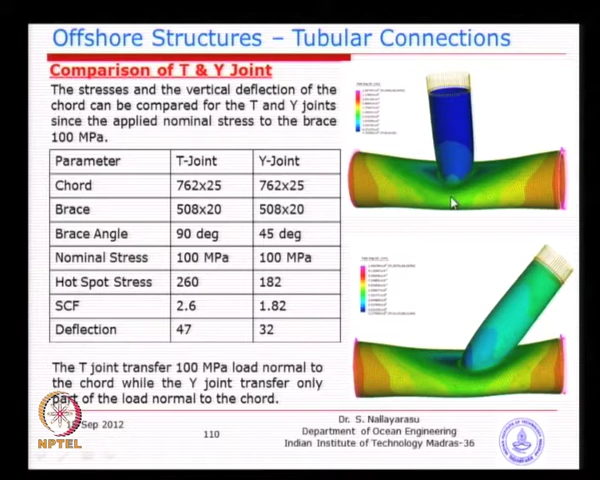 Offshore Structures – Tubular Connections
Comparison of T & Y Joint
The stresses and the vertical deflection of the
chord can be compared for the T and Y joints
since the applied nominal stress to the brace
100 MPa.
Parameter T-Joint Y-Joint
Chord 762x25 762x25
Brace 508x20 508x20
Brace Angle 90 deg 45 deg
Nominal Stress 100 MPa 100 MPa
Hot Spot Stress 260 182
SCF 2.6 1.82
Deflection 47 32
The T joint transfer 100 MPa load normal to
the chord while the Y joint transfer only
part of the load normal to the chord.
NPTEL
Sep 2012
110
Dr. S. Nallayarasu
Department of Ocean Engineering
Indian Institute of Technology Madras-36